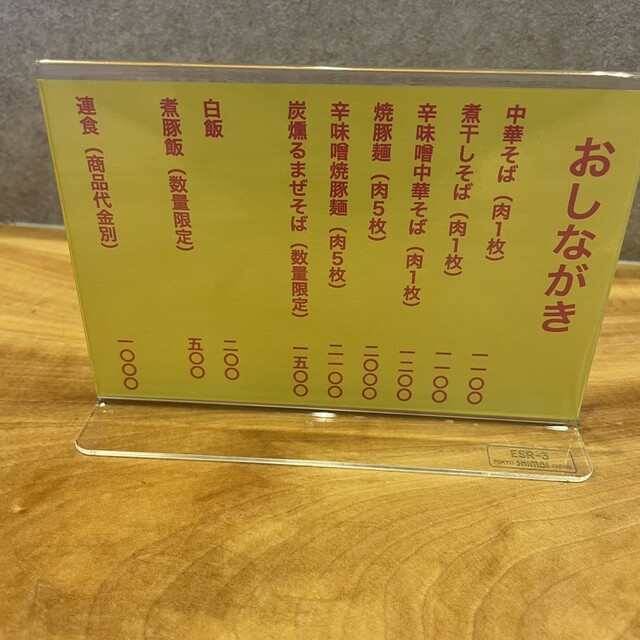 おしながき
中華そば（肉1枚） 一一〇〇
煮干しそば（肉1枚） 一一〇〇
辛味噌中華そば（肉1枚） 一二〇〇
焼豚麺（肉5枚） 二〇〇〇
辛味噌焼豚麺（肉5枚） 二一〇〇
炭燻るまぜそば（数量限定） 一五〇〇
白飯 二〇〇
煮豚飯（数量限定） 五〇〇
連食（商品代金別） 一〇〇〇
ESR-3
TOKYO SHIMBI JAPAN